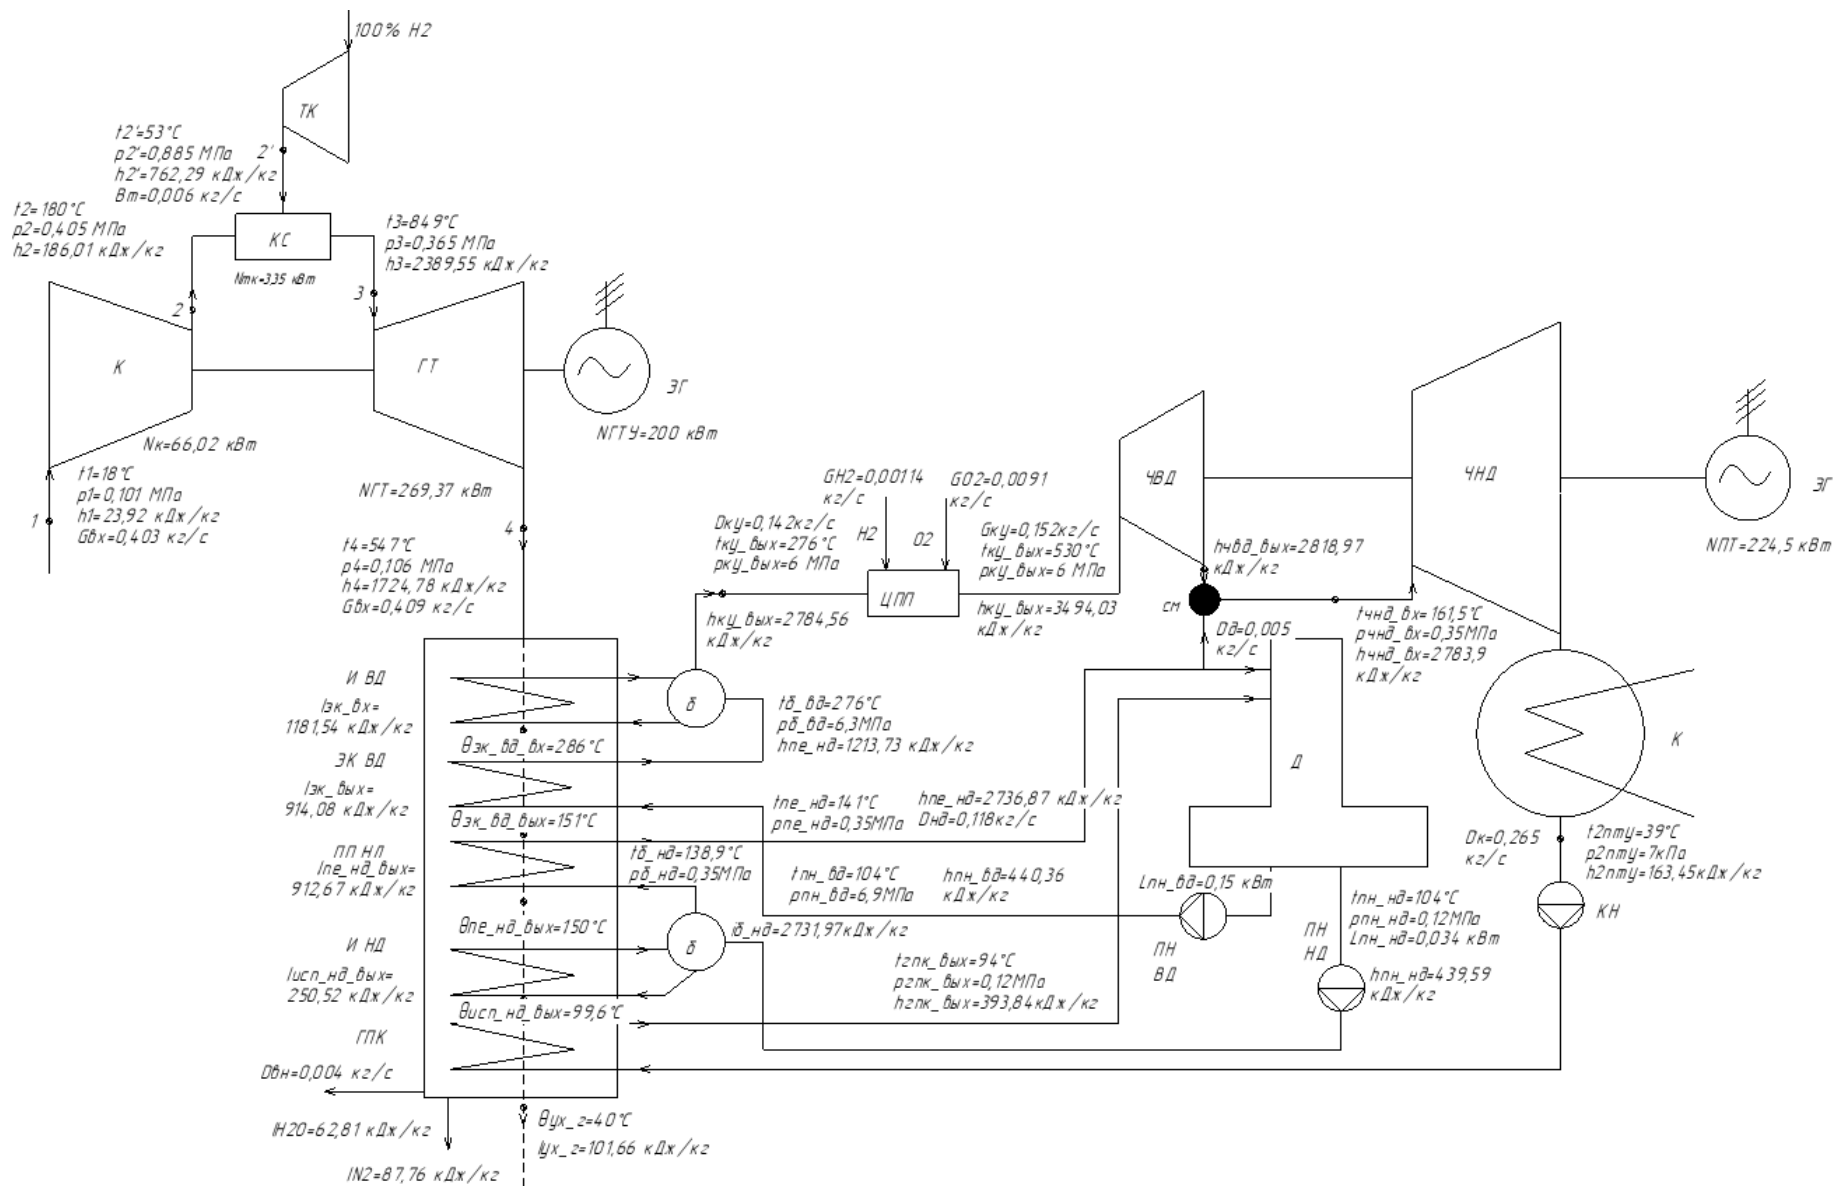 100% H2
ТК
t2'=53°C
p2'=0,885 МПа
2'
h2'=762,29 кДж/кг
Вт=0,006 кг/с
t2=180°C
p2=0,405 МПа
h2=186,01 кДж/кг
КС
t3=849°C
p3=0,365 МПа
h3=2389,55 кДж/кг
Nтк=3,35 кВт
2
3
К
ГТ
ЭГ
Nк=66,02 кВт
NГТУ=200 кВт
t1=18°C
p1=0,101 МПа
h1=23,92 кДж/кг
Gвх=0,403 кг/с
1
NГТ=269,37 кВт
4
t4=547°C
p4=0,106 МПа
h4=1724,78 кДж/кг
Gвх=0,409 кг/с
GH2=0,00114
кг/с
GO2=0,0091
кг/с
H2
O2
Dку=0,142кг/с
tку_вых=276°C
pку_вых=6 МПа
Gку=0,152кг/с
tку_вых=530°C
pку_вых=6 МПа
ЦПП
hку_вых=2784,56
кДж/кг
hку_вых=3494,03
кДж/кг
ЧВД
ЧНД
ЭГ
NПТ=224,5 кВт
hчвд_вых=2818,97
кДж/кг
см
Dд=0,005
кг/с
tчнд_вх=161,5°C
pчнд_вх=0,35МПа
hчнд_вх=2783,9
кДж/кг
И ВД
Iэк_вх=
1181,54 кДж/кг
б
tб_вд=276°C
pб_вд=6,3МПа
hпе_нд=1213,73 кДж/кг
θэк_вд_вх=286°C
ЭК ВД
Iэк_вых=
914,08 кДж/кг
θэк_вд_вых=151°C
tпе_нд=141°C
pпе_нд=0,35МПа
hпе_нд=2736,87 кДж/кг
Dнд=0,118кг/с
Д
К
ПП НД
Iпе_нд_вых=
912,67 кДж/кг
tб_нд=138,9°C
pб_нд=0,35МПа
tпн_вд=104°C
pпн_вд=6,9МПа
hпн_вд=440,36
кДж/кг
Lпн_вд=0,15 кВт
Dк=0,265
кг/с
t2пту=39°C
p2пту=7кПа
h2пту=163,45кДж/кг
θпе_нд_вых=150°C
б
iб_нд=2731,97кДж/кг
ПН
ВД
ПН
НД
tпн_нд=104°C
pпн_нд=0,12МПа
Lпн_нд=0,034 кВт
КН
И НД
Iисп_нд_вых=
250,52 кДж/кг
tгпк_вых=94°C
pгпк_вых=0,12МПа
hгпк_вых=393,84кДж/кг
hпн_нд=439,59
кДж/кг
θисп_нд_вых=99,6°C
ГПК
Dвн=0,004 кг/с
IH2O=62,81 кДж/кг
θух_г=40°C
Iух_г=101,66 кДж/кг
IN2=87,76 кДж/кг